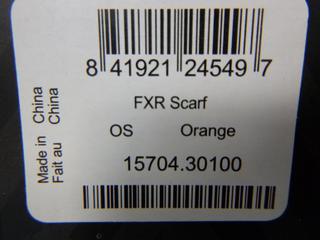 8 41921 24549 7
FXR Scarf
OS Orange
15704.30100
Made in China
Fait au China